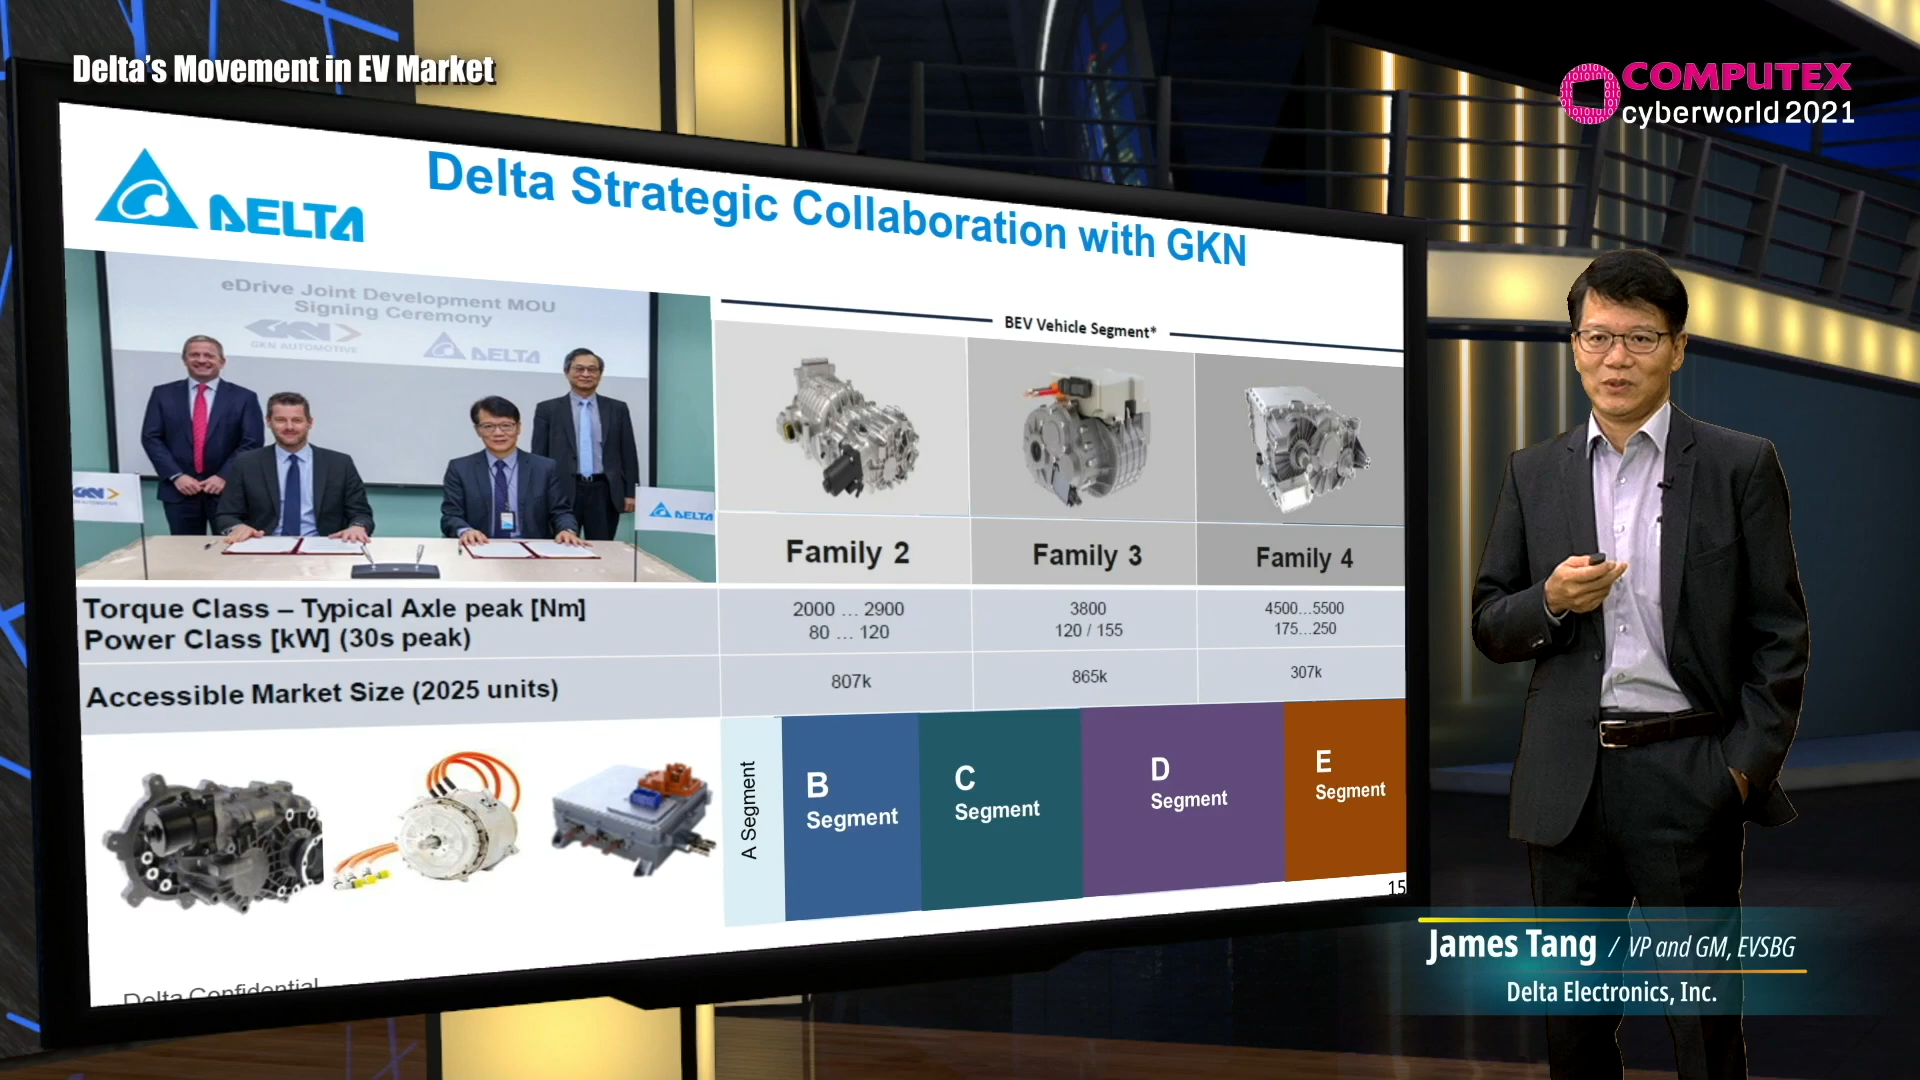 Delta's Movement in EV Market
COMPUTEX
cyberworld 2021
DELTA
Delta Strategic Collaboration with GKN
eDrive Joint Development MOU
Signing Ceremony
GKN
GKN AUTOMOTIVE
DELTA
GKN
DELTA
BEV Vehicle Segment*
Family 2
Family 3
Family 4
Torque Class – Typical Axle peak [Nm]
Power Class [kW] (30s peak)
2000 … 2900
80 … 120
3800
120 / 155
4500…5500
175…250
Accessible Market Size (2025 units)
807k
865k
307k
A Segment
B
Segment
C
Segment
D
Segment
E
Segment
15
Delta Confidential
James Tang / VP and GM, EVSBG
Delta Electronics, Inc.